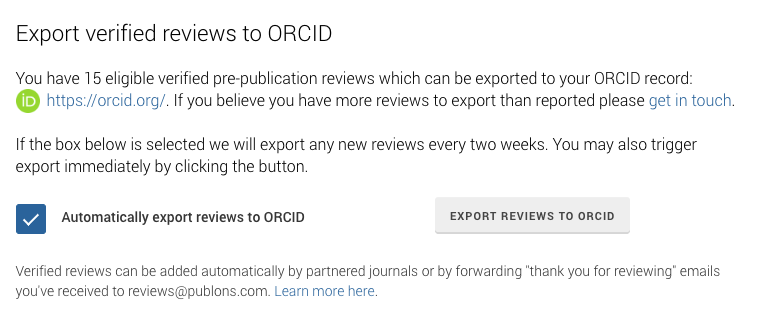 Export verified reviews to ORCID
You have 15 eligible verified pre-publication reviews which can be exported to your ORCID record:
iD https://orcid.org/. If you believe you have more reviews to export than reported please get in touch.
If the box below is selected we will export any new reviews every two weeks. You may also trigger
export immediately by clicking the button.
Automatically export reviews to ORCID
EXPORT REVIEWS TO ORCID
Verified reviews can be added automatically by partnered journals or by forwarding "thank you for reviewing" emails
you've received to reviews@publons.com. Learn more here.